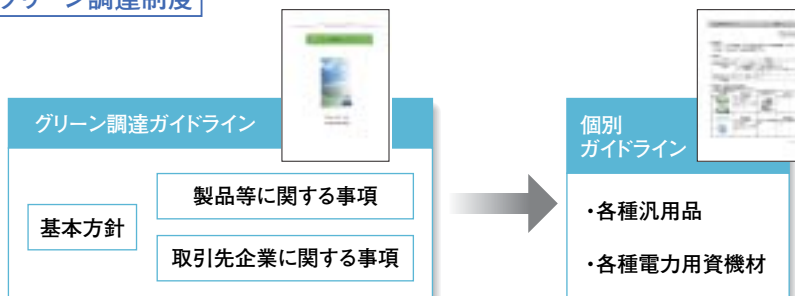 グリーン調達制度
グリーン調達ガイドライン
基本方針
製品等に関する事項
取引先企業に関する事項
個別
ガイドライン
・各種汎用品
・各種電力用資機材